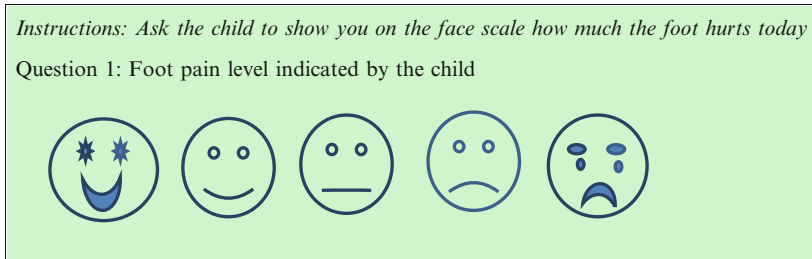 Instructions: Ask the child to show you on the face scale how much the foot hurts today
Question 1: Foot pain level indicated by the child